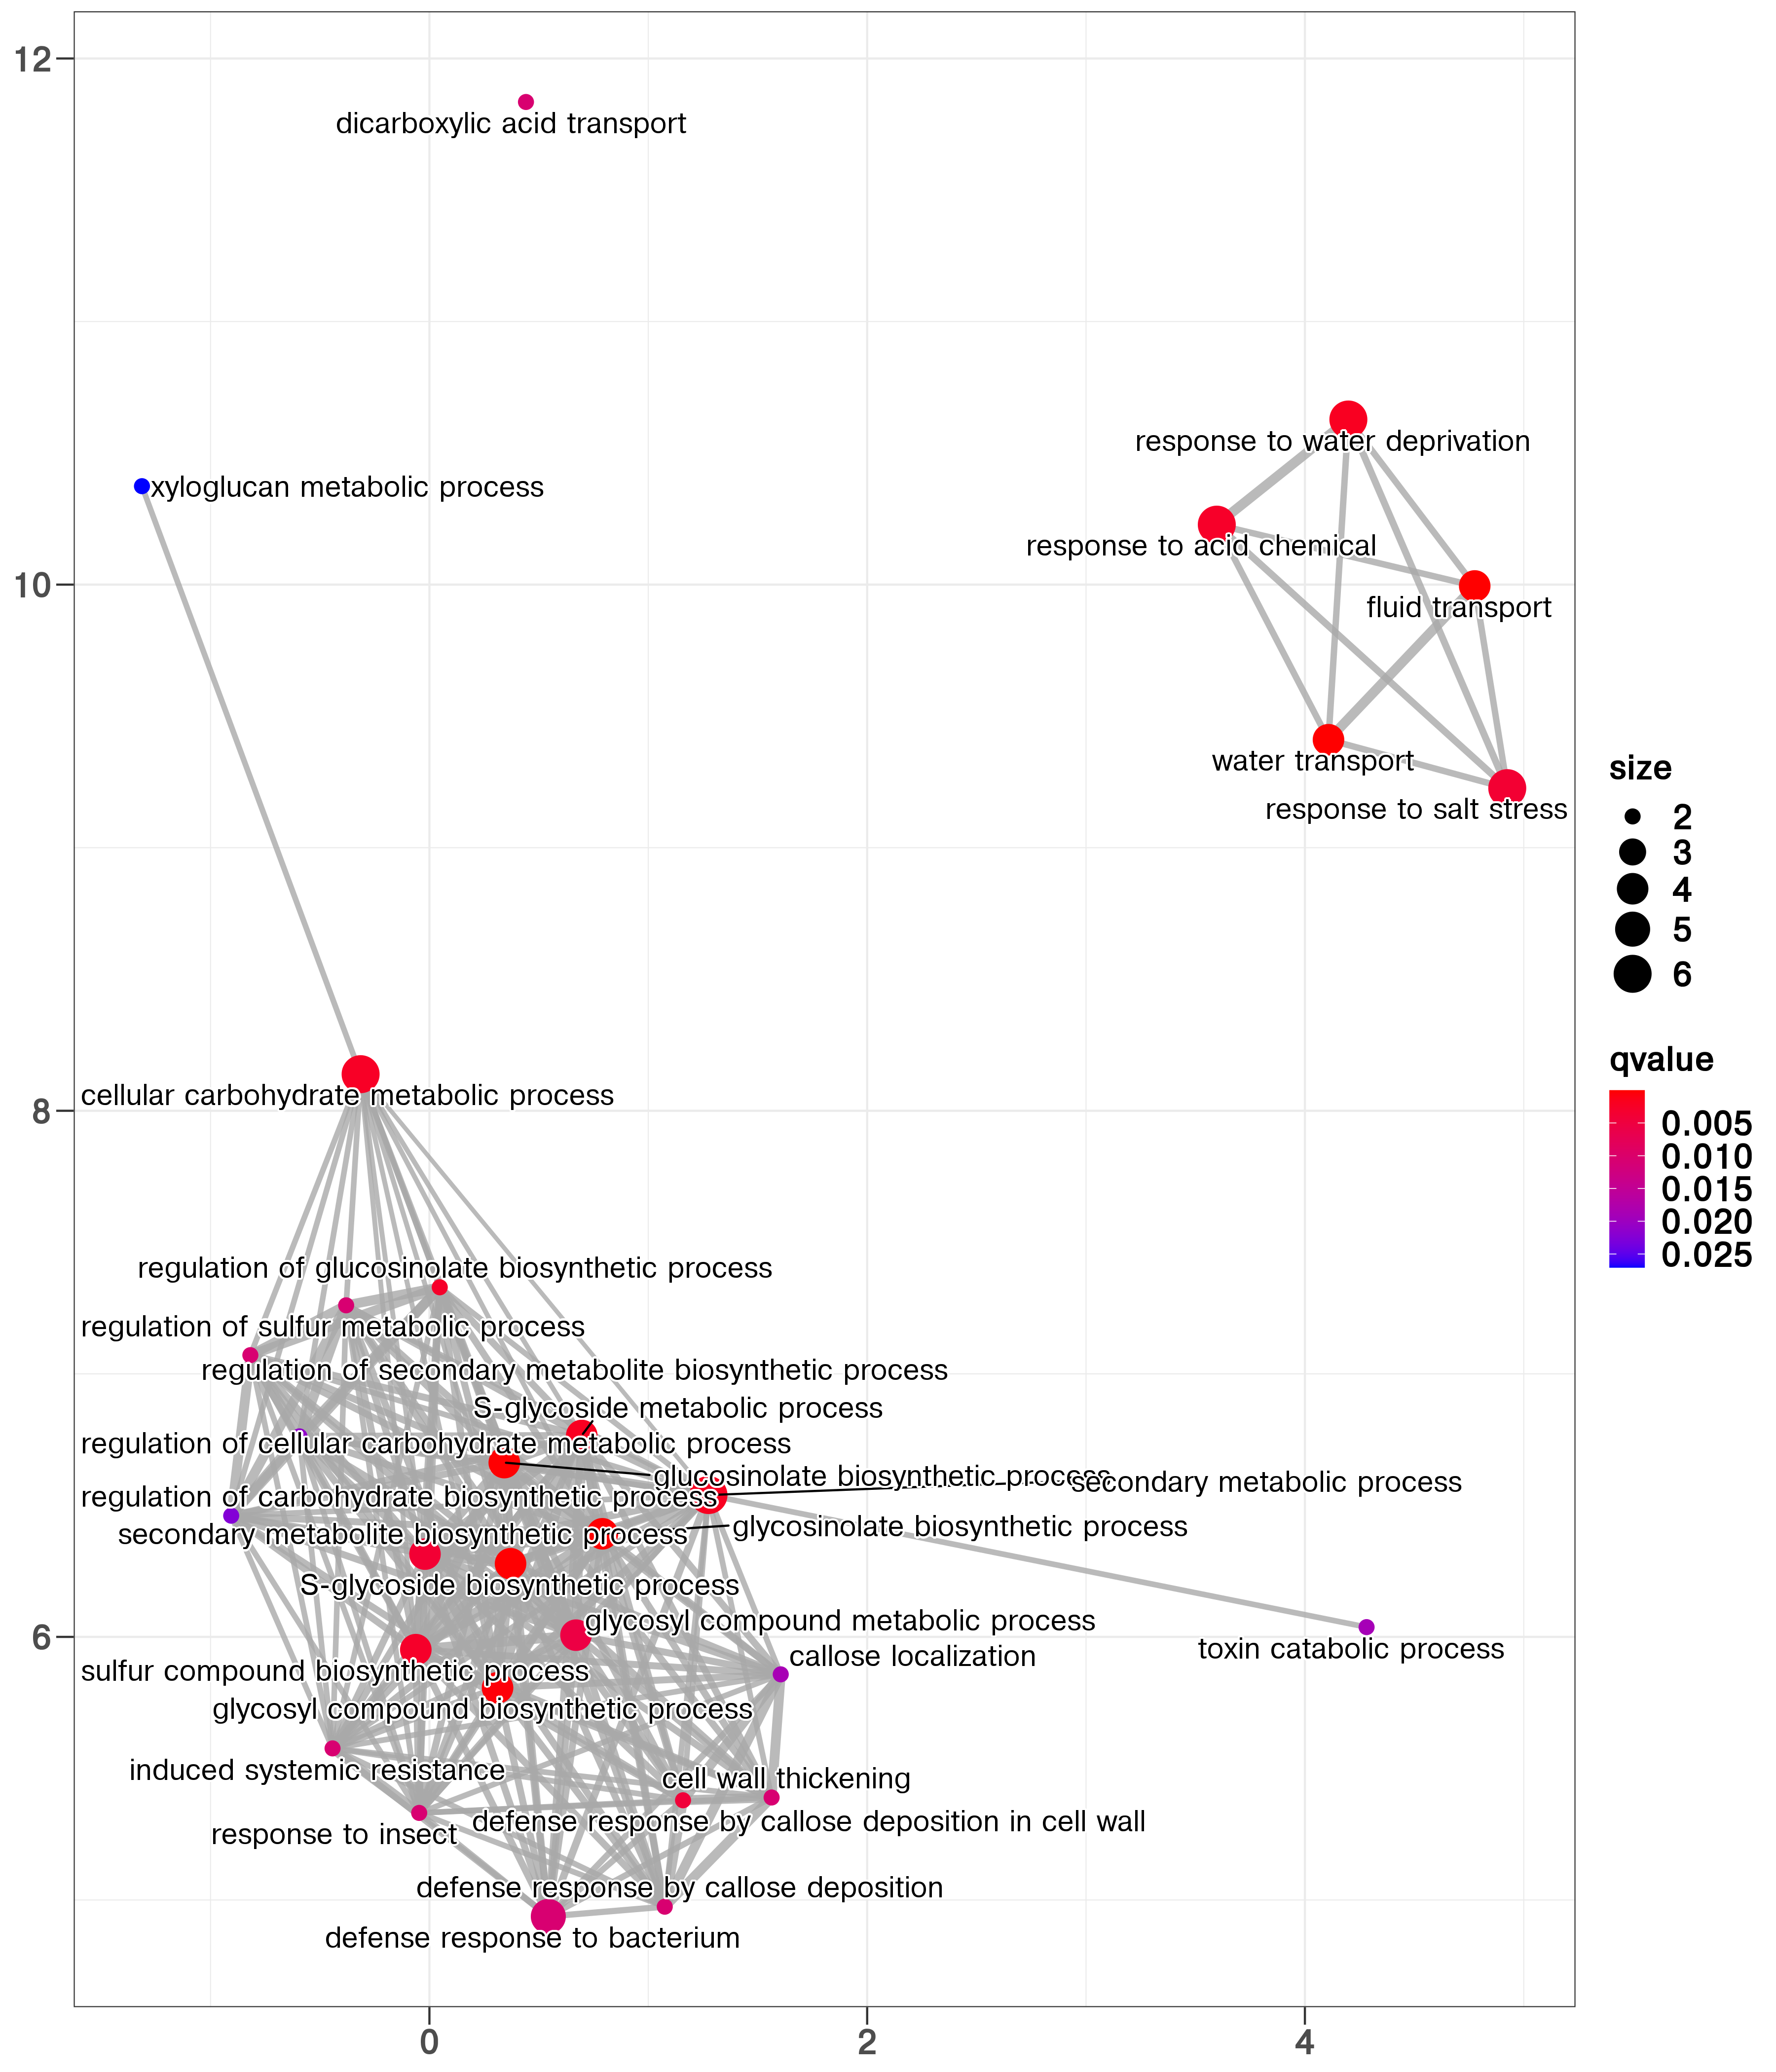 12
dicarboxylic acid transport
response to water deprivation
xyloglucan metabolic process
response to acid chemical
10
fluid transport
water transport
response to salt stress
size
2
3
4
5
6
qvalue
0.005
0.010
0.015
0.020
0.025
cellular carbohydrate metabolic process
8
regulation of glucosinolate biosynthetic process
regulation of sulfur metabolic process
regulation of secondary metabolite biosynthetic process
S-glycoside metabolic process
regulation of cellular carbohydrate metabolic process
glucosinolate biosynthetic process
secondary metabolic process
regulation of carbohydrate biosynthetic process
glycosinolate biosynthetic process
secondary metabolite biosynthetic process
S-glycoside biosynthetic process
glycosyl compound metabolic process
6
toxin catabolic process
callose localization
sulfur compound biosynthetic process
glycosyl compound biosynthetic process
induced systemic resistance
cell wall thickening
defense response by callose deposition in cell wall
response to insect
defense response by callose deposition
defense response to bacterium
0
2
4